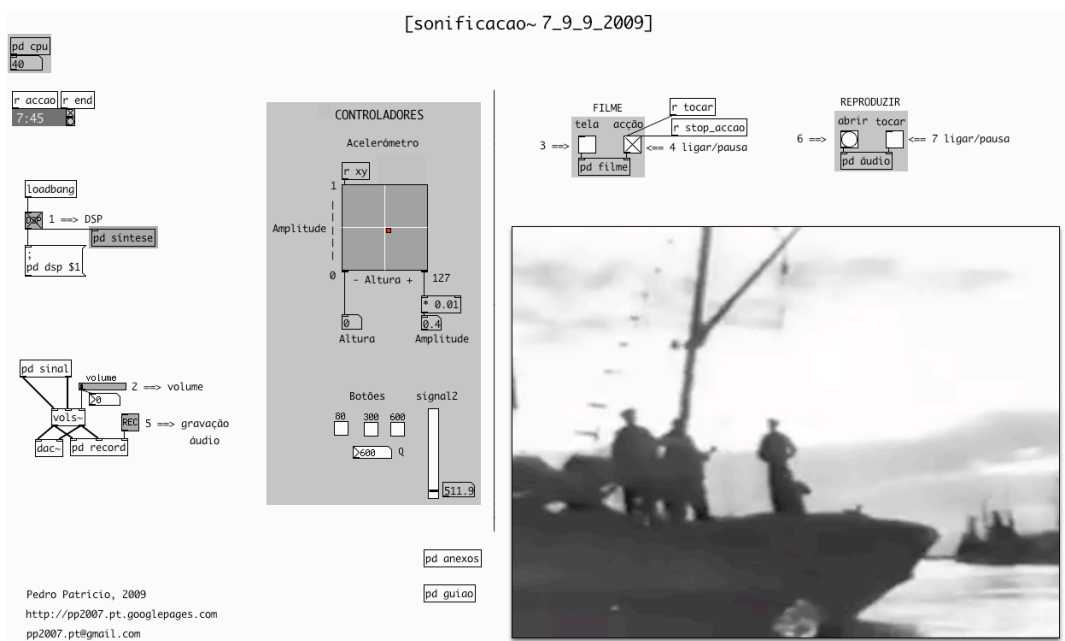 [sonificacao~ 7_9_9_2009]
pd cpu
40
r accao
r end
7:45
loadbang
DSP
1 ==> DSP
pd síntese
;
pd dsp $1
pd sinal
volume
2 ==> volume
0
vols~
REC
5 ==> gravação
áudio
dac~
pd record
CONTROLADORES
Acelerómetro
r xy
1
Amplitude
0
- Altura +
127
* 0.01
0
0.4
Altura
Amplitude
Botões
signal2
80
300
600
>600
Q
511.9
FILME
r tocar
tela
acção
r stop_accao
3 ==>
<== 4 ligar/pausa
pd filme
REPRODUZIR
abrir
tocar
6 ==>
<== 7 ligar/pausa
pd áudio
pd anexos
pd guiao
Pedro Patrício, 2009
http://pp2007.pt.googlepages.com
pp2007.pt@gmail.com